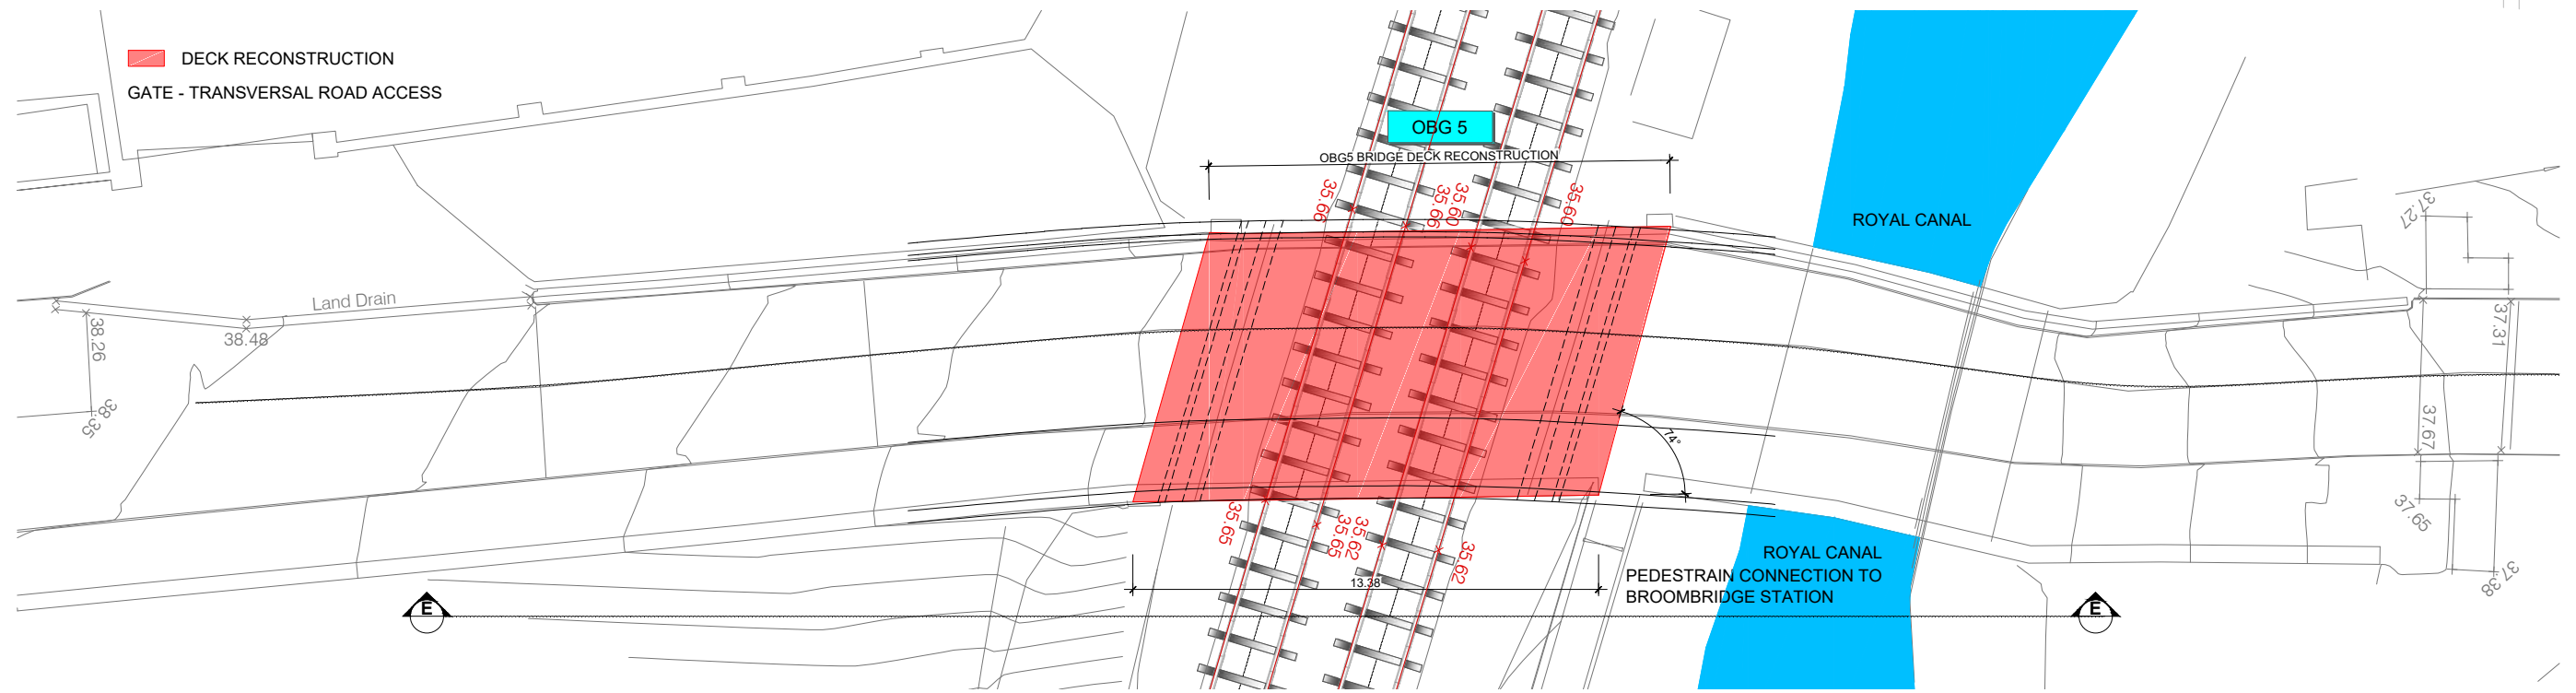 DECK RECONSTRUCTION
GATE - TRANSVERSAL ROAD ACCESS
OBG 5
OBG5 BRIDGE DECK RECONSTRUCTION
35.66
35.66
35.60
35.60
ROYAL CANAL
37.27
Land Drain
38.26
38.48
38.35
37.31
37.67
74°
37.65
37.38
35.65
35.65
35.62
35.62
13.38
ROYAL CANAL
PEDESTRAIN CONNECTION TO
BROOMBRIDGE STATION
E
E